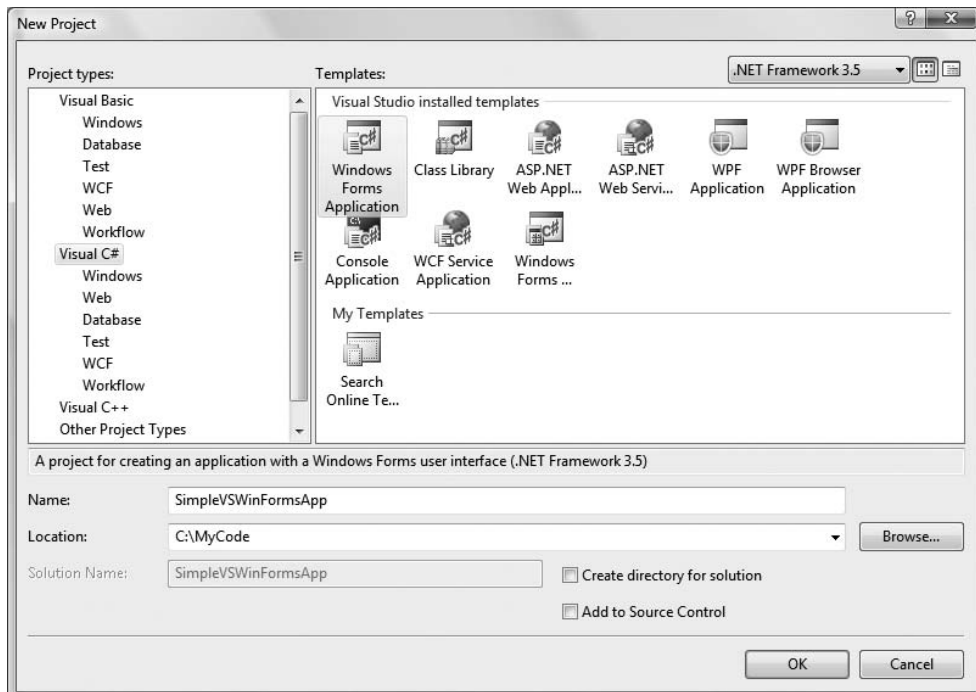 New Project
Project types:
Templates:
.NET Framework 3.5
Visual Basic
Windows
Database
Test
WCF
Web
Workflow
Visual C#
Windows
Web
Database
Test
WCF
Workflow
Visual C++
Other Project Types
Visual Studio installed templates
Windows
Forms
Application
Class Library
ASP.NET
Web Appl...
ASP.NET
Web Servi...
WPF
Application
WPF Browser
Application
Console
Application
WCF Service
Application
Windows
Forms ...
My Templates
Search
Online Te...
A project for creating an application with a Windows Forms user interface (.NET Framework 3.5)
Name:
SimpleVSWinFormsApp
Location:
C:\MyCode
Browse...
Solution Name:
SimpleVSWinFormsApp
Create directory for solution
Add to Source Control
OK
Cancel